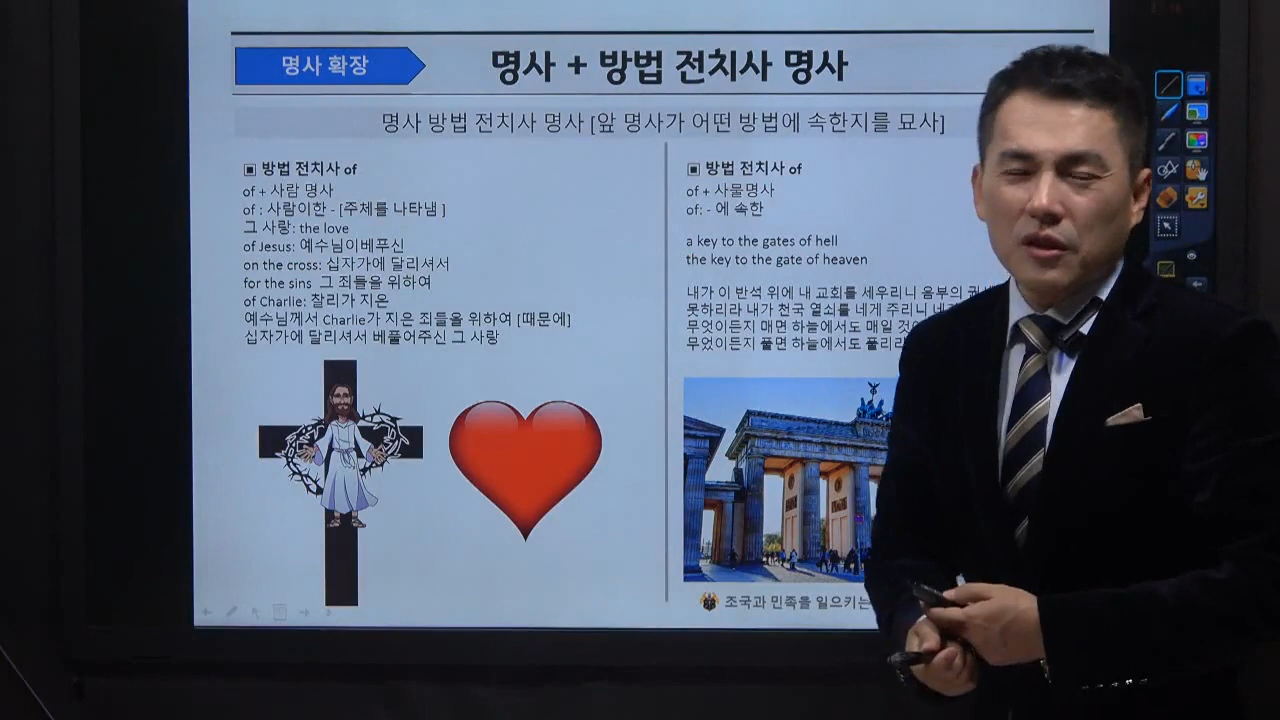 명사 확장
명사 + 방법 전치사 명사
명사 방법 전치사 명사 [앞 명사가 어떤 방법에 속한지를 묘사]
▣ 방법 전치사 of
of + 사람 명사
of : 사람이한 - [주체를 나타냄 ]
그 사랑: the love
of Jesus: 예수님이베푸신
on the cross: 십자가에 달리셔서
for the sins 그 죄들을 위하여
of Charlie: 찰리가 지은
예수님께서 Charlie가 지은 죄들을 위하여 [때문에]
십자가에 달리셔서 베풀어주신 그 사랑
▣ 방법 전치사 of
of + 사물명사
of: - 에 속한
a key to the gates of hell
the key to the gate of heaven
내가 이 반석 위에 내 교회를 세우리니 음부의
못하리라 내가 천국 열쇠를 네게 주리니
무엇이든지 매면 하늘에서도 매일
무엇이든지 풀면 하늘에서도 풀리라
조국과 민족을 일으키는